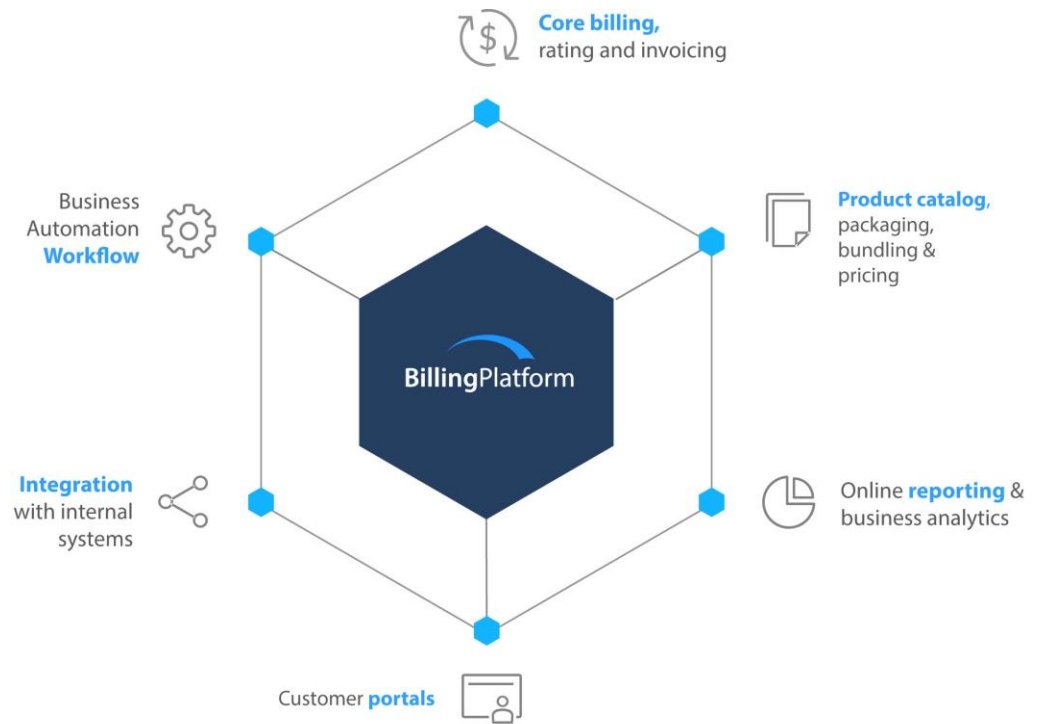 Core billing,
rating and invoicing
Business
Automation
Workflow
Product catalog,
packaging,
bundling &
pricing
BillingPlatform
Integration
with internal
systems
Online reporting &
business analytics
Customer portals
$